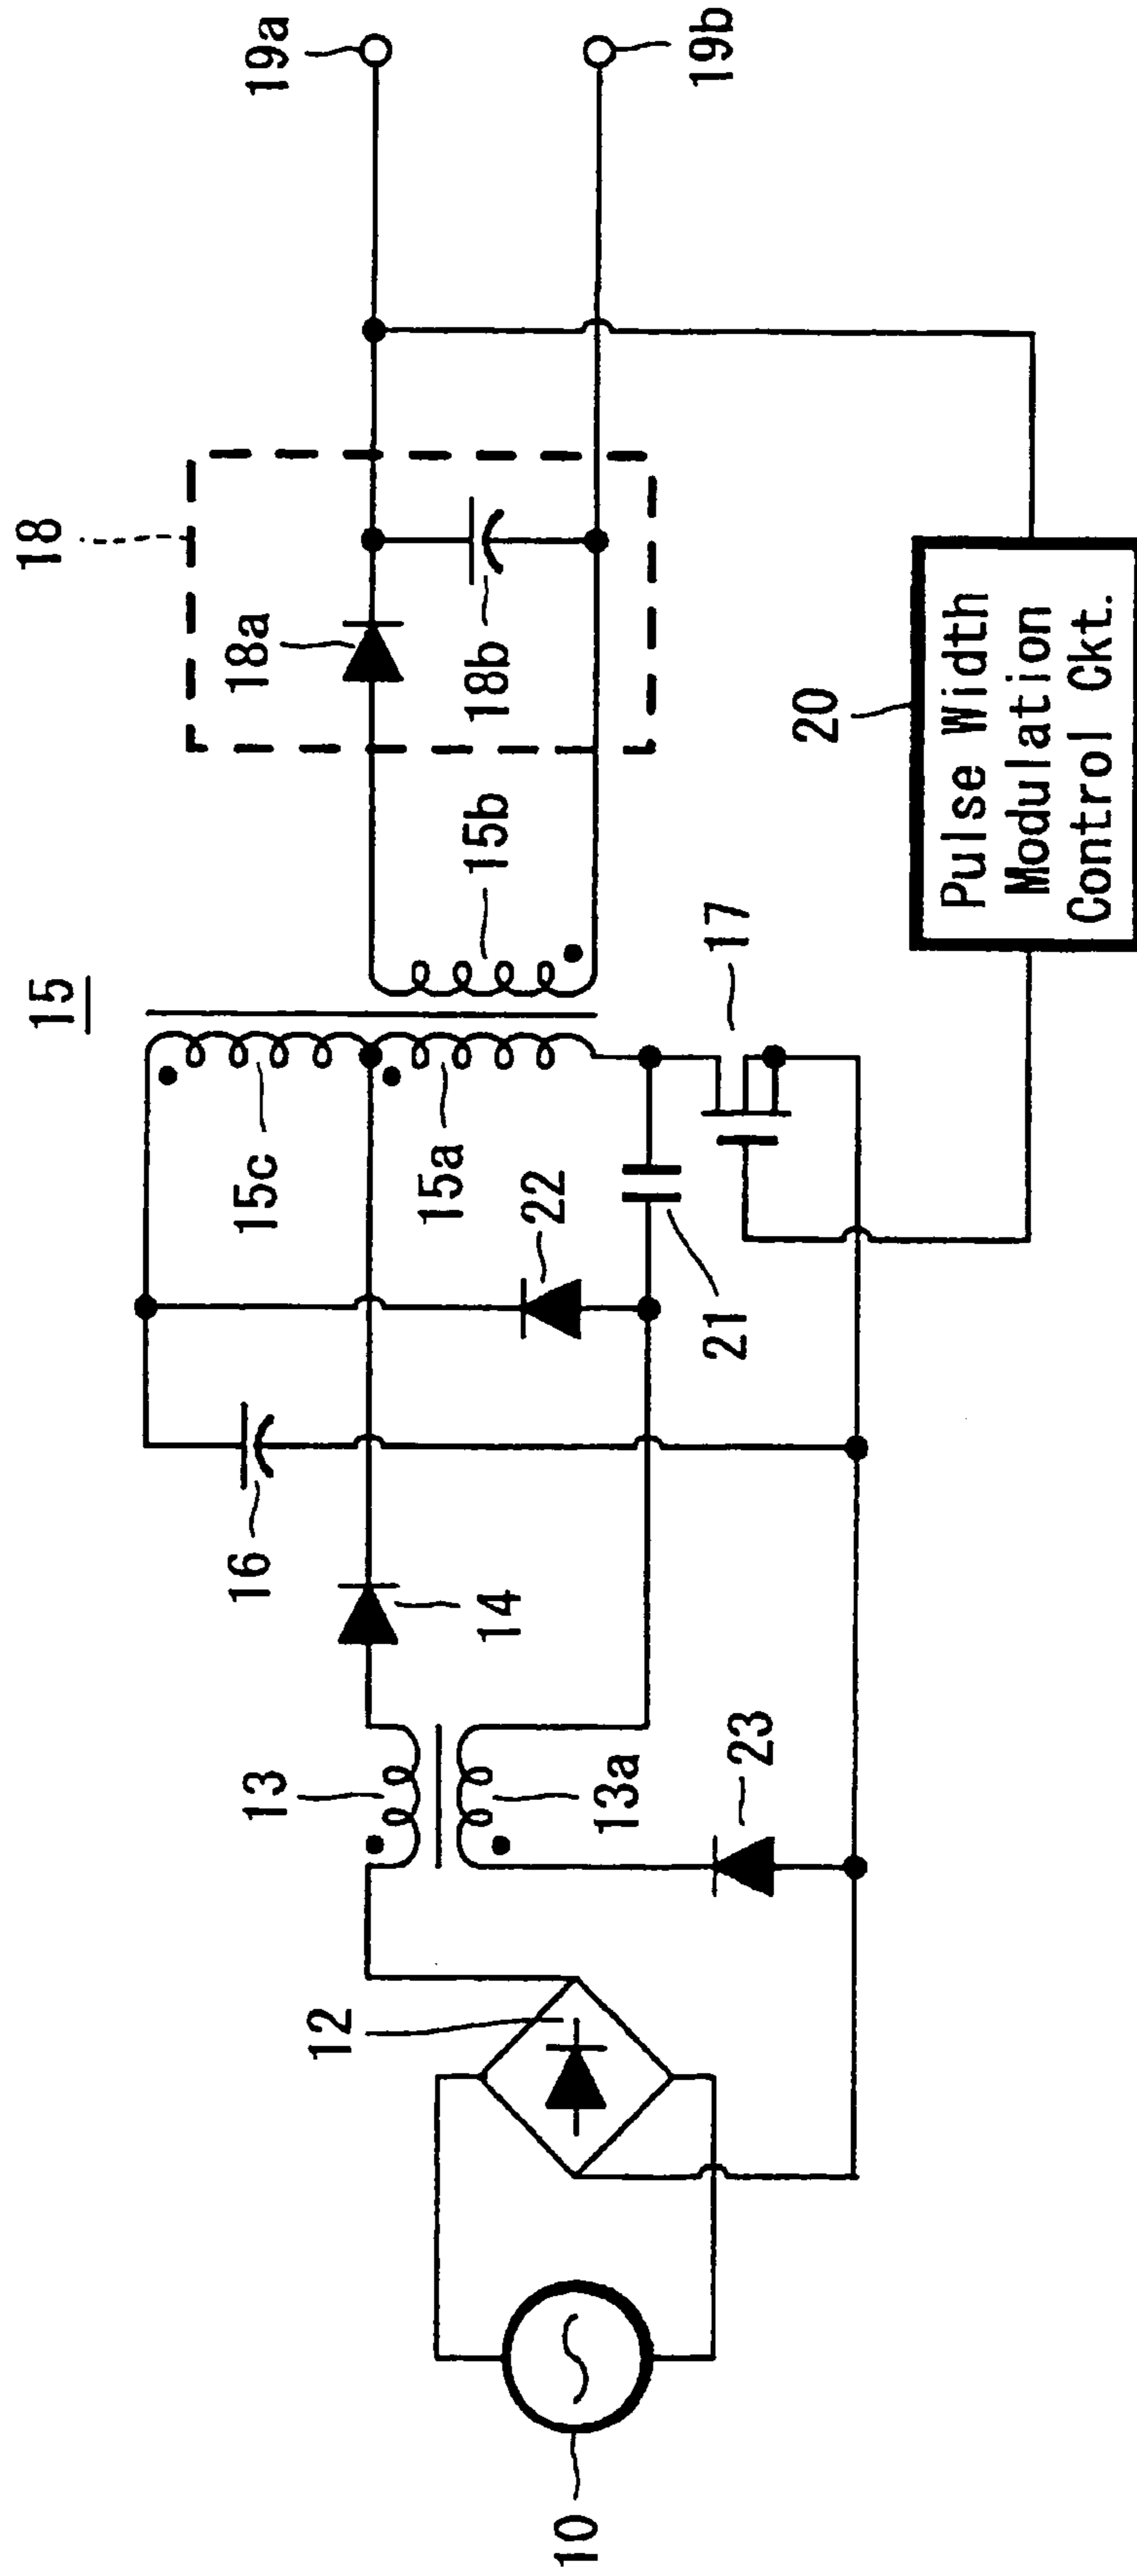 15
18
19a
18a
15c
15b
18b
19b
16
15a
22
13
14
12
21
17
20
13a
23
10
Pulse Width
Modulation
Control Ckt.